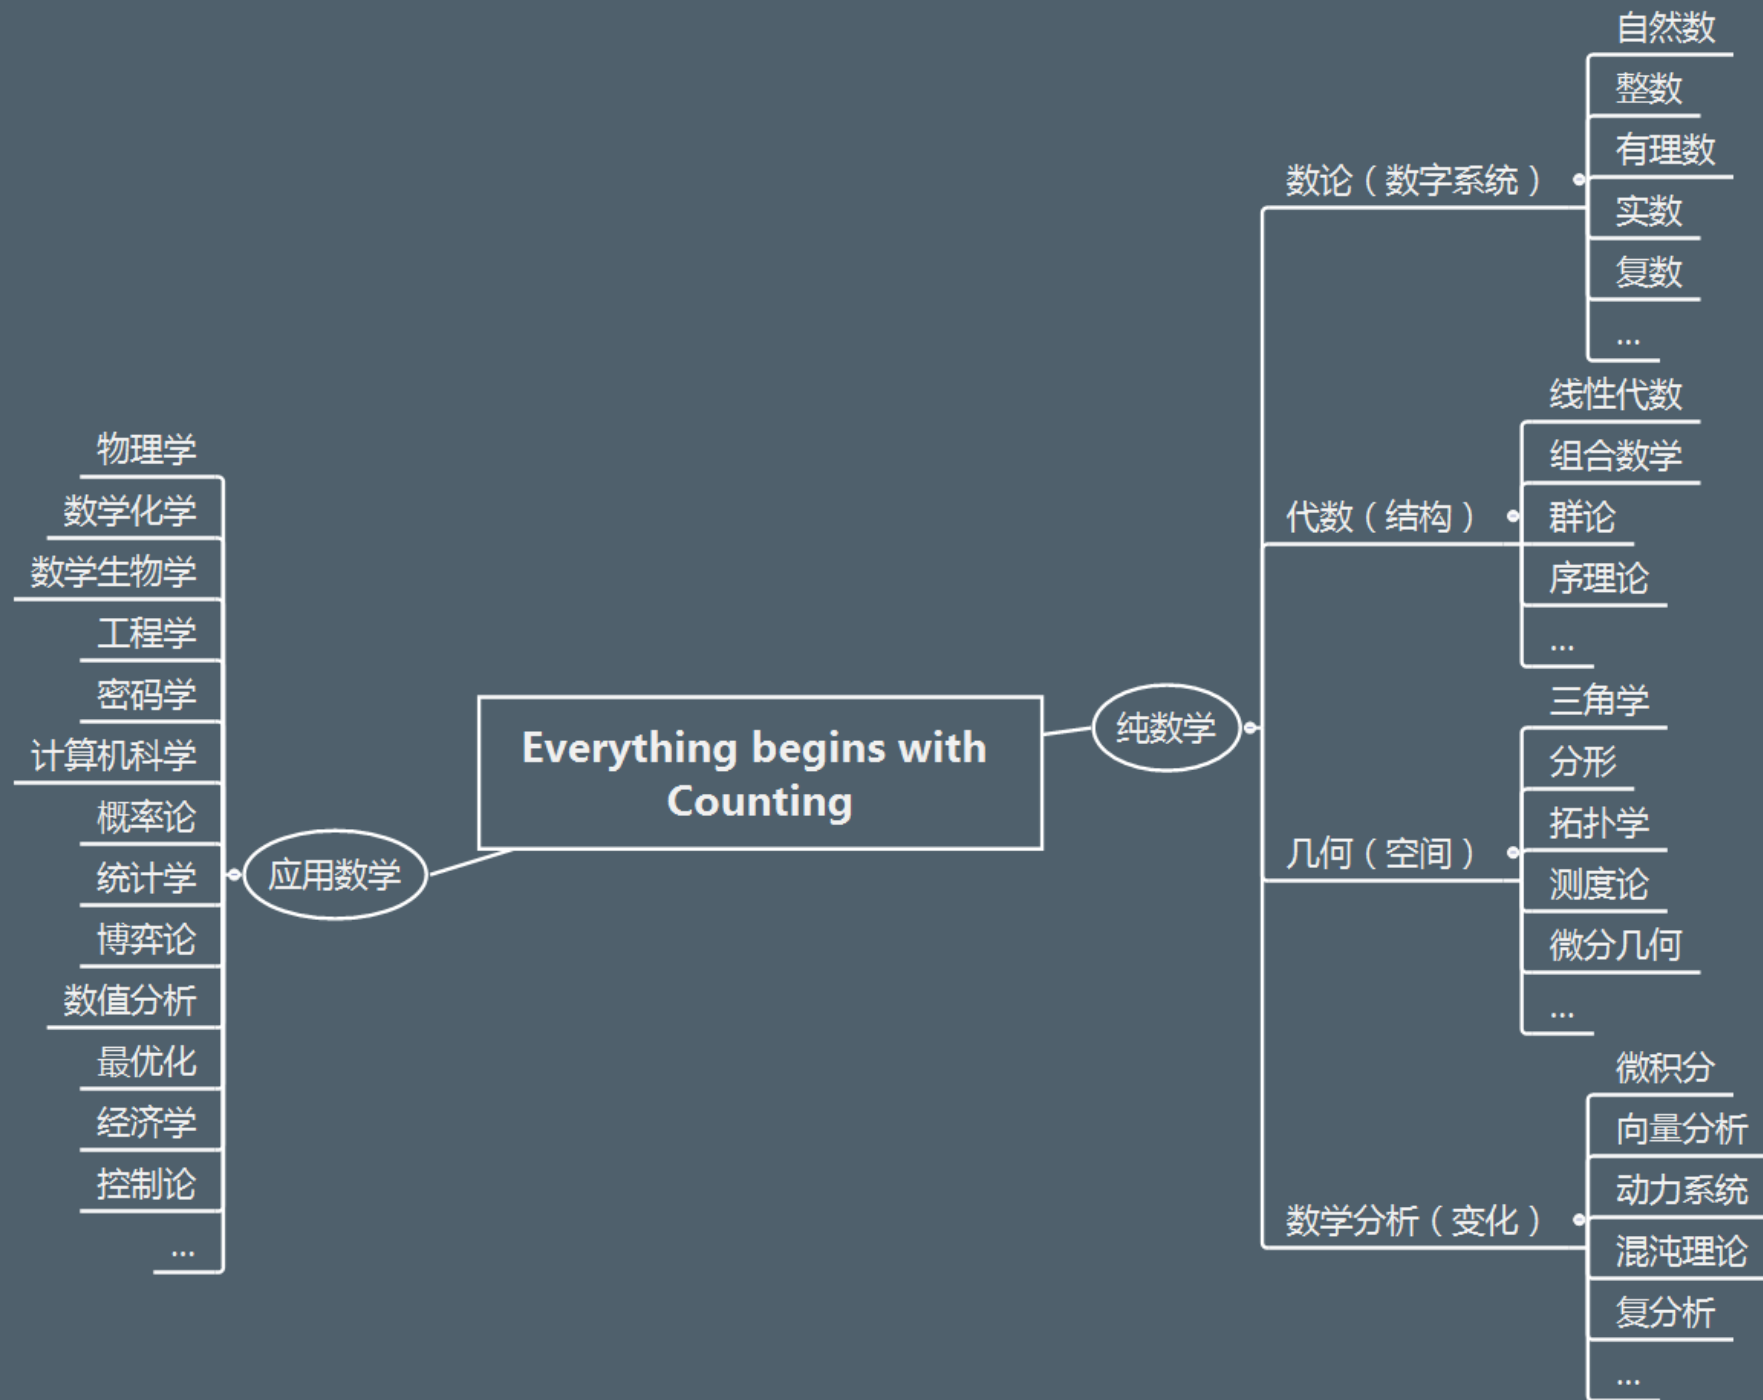 Everything begins with
Counting
纯数学
数论（数字系统）
自然数
整数
有理数
实数
复数
...
代数（结构）
线性代数
组合数学
群论
序理论
...
几何（空间）
三角学
分形
拓扑学
测度论
微分几何
...
数学分析（变化）
微积分
向量分析
动力系统
混沌理论
复分析
...
应用数学
物理学
数学化学
数学生物学
工程学
密码学
计算机科学
概率论
统计学
博弈论
数值分析
最优化
经济学
控制论
...